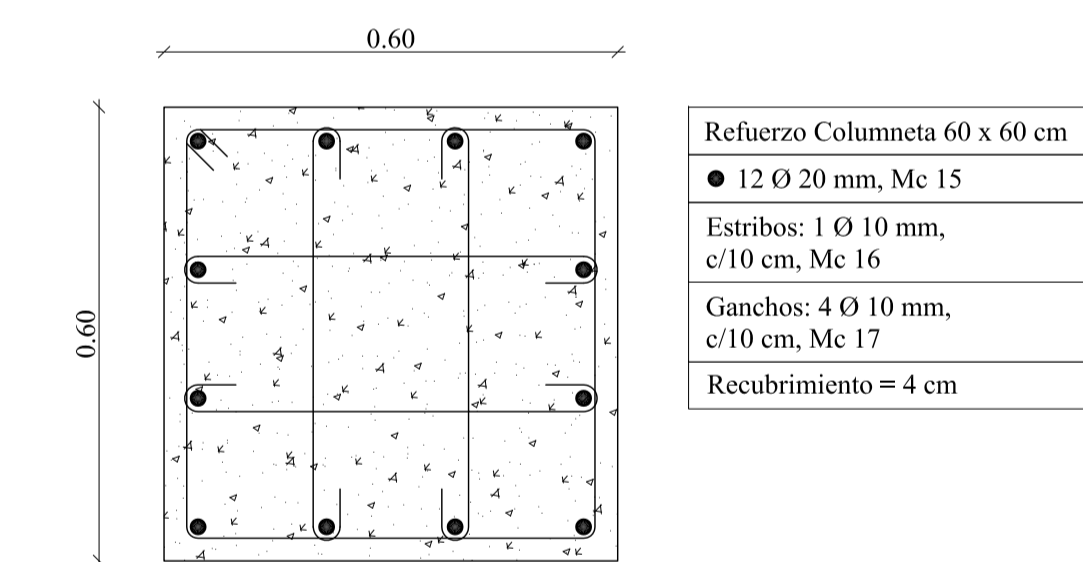 0.60
0.60
Refuerzo Columneta 60 x 60 cm
12 Ø 20 mm, Mc 15
Estribos: 1 Ø 10 mm,
c/10 cm, Mc 16
Ganchos: 4 Ø 10 mm,
c/10 cm, Mc 17
Recubrimiento = 4 cm